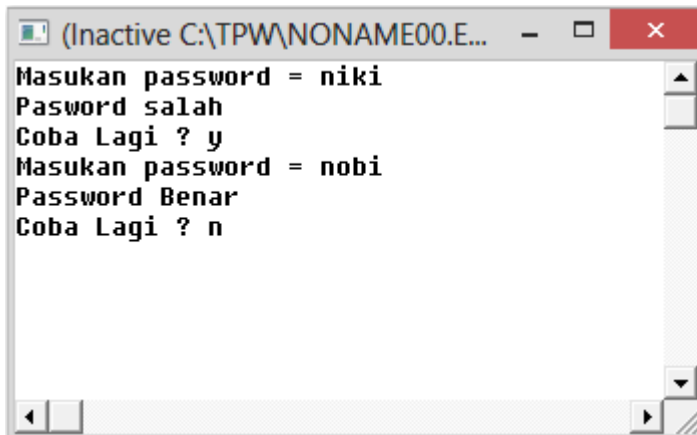 (Inactive C:\TPW\NONAME00.E...
Masukan password = niki
Pasword salah
Coba Lagi ? y
Masukan password = nobi
Password Benar
Coba Lagi ? n